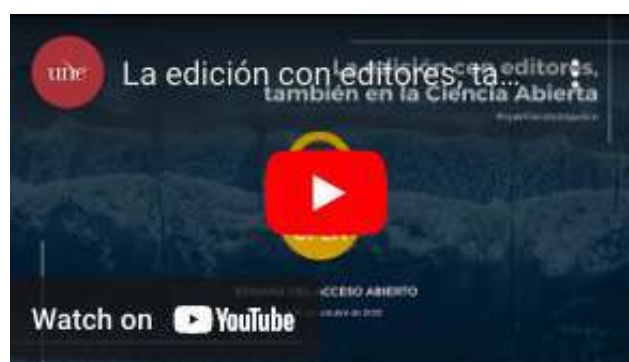 une
La edición con editores, ta...
La edición con editores,
también en la Ciencia Abierta
ACCESO ABIERTO
Watch on YouTube